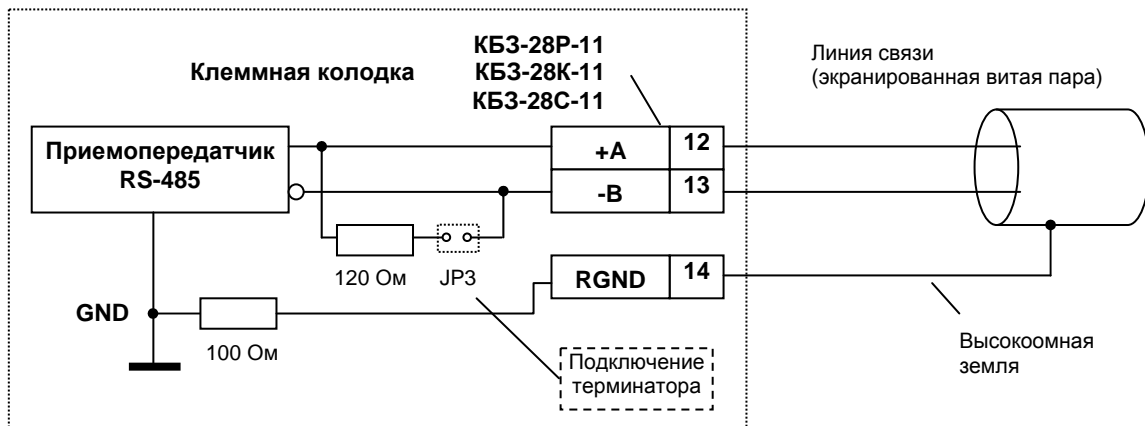 КБЗ-28Р-11
КБЗ-28К-11
КБЗ-28С-11
Клеммная колодка
Линия связи
(экранированная витая пара)
Приемопередатчик
RS-485
+A
12
-B
13
120 Ом
JP3
RGND
14
GND
100 Ом
Подключение
терминатора
Высокоомная
земля